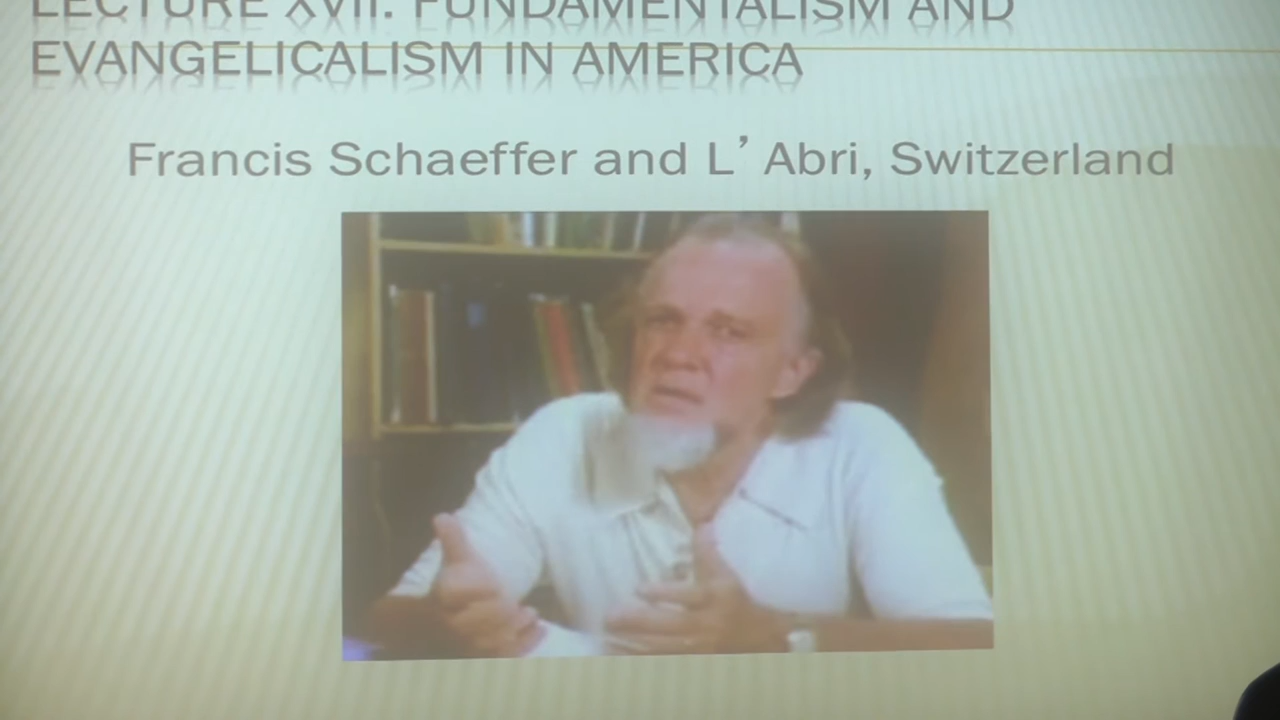 LECTURE XVII: FUNDAMENTALISM AND
EVANGELICALISM IN AMERICA
Francis Schaeffer and L’Abri, Switzerland